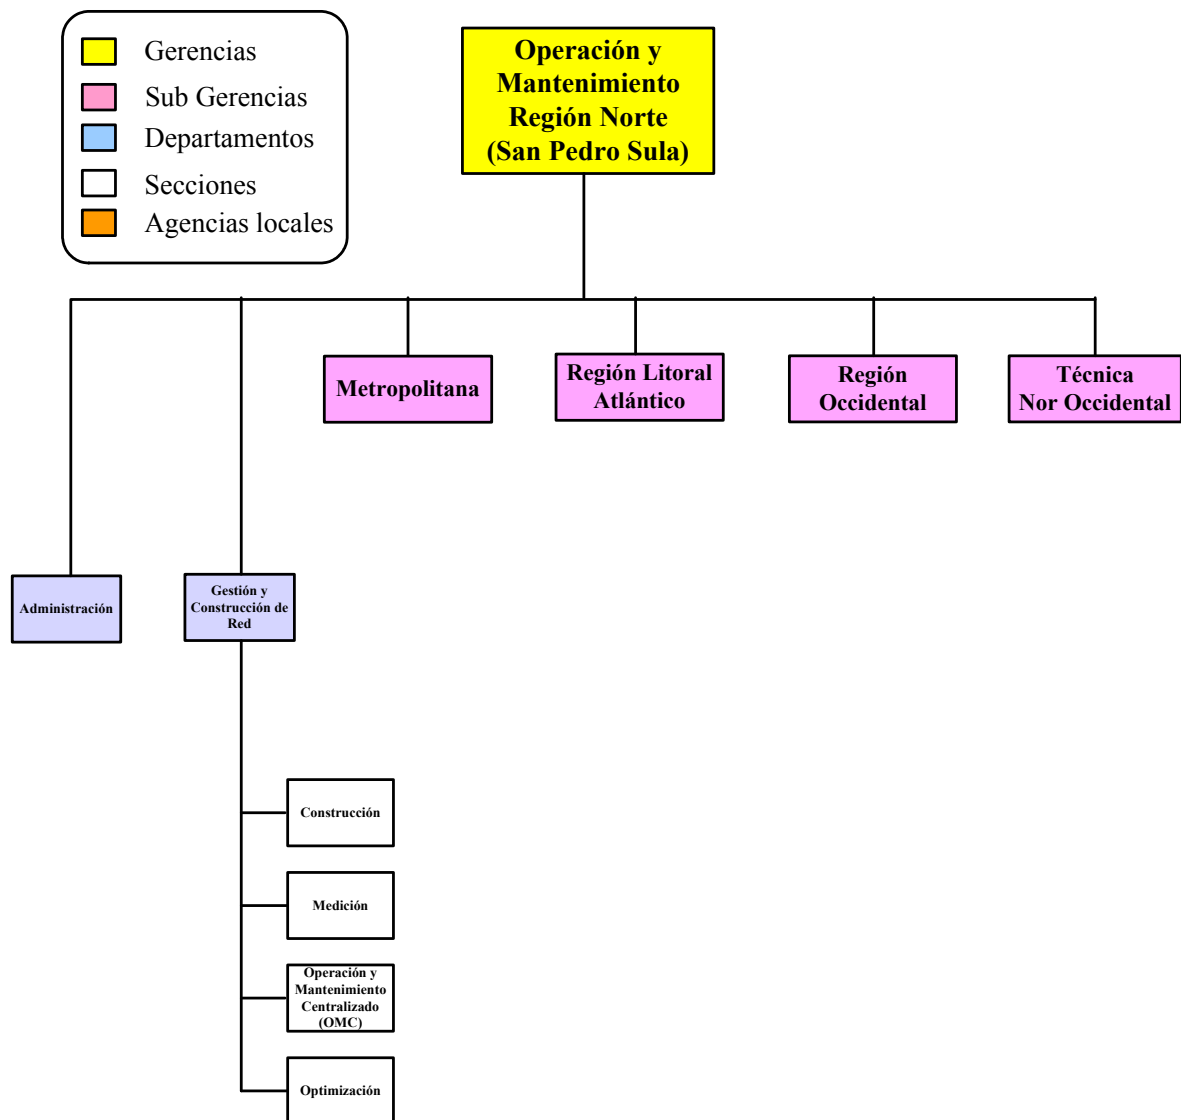 Gerencias
Sub Gerencias
Departamentos
Secciones
Agencias locales
Operación y
Mantenimiento
Región Norte
(San Pedro Sula)
Metropolitana
Región Litoral
Atlántico
Región
Occidental
Técnica
Nor Occidental
Administración
Gestión y
Construcción de
Red
Construcción
Medición
Operación y
Mantenimiento
Centralizado
(OMC)
Optimización